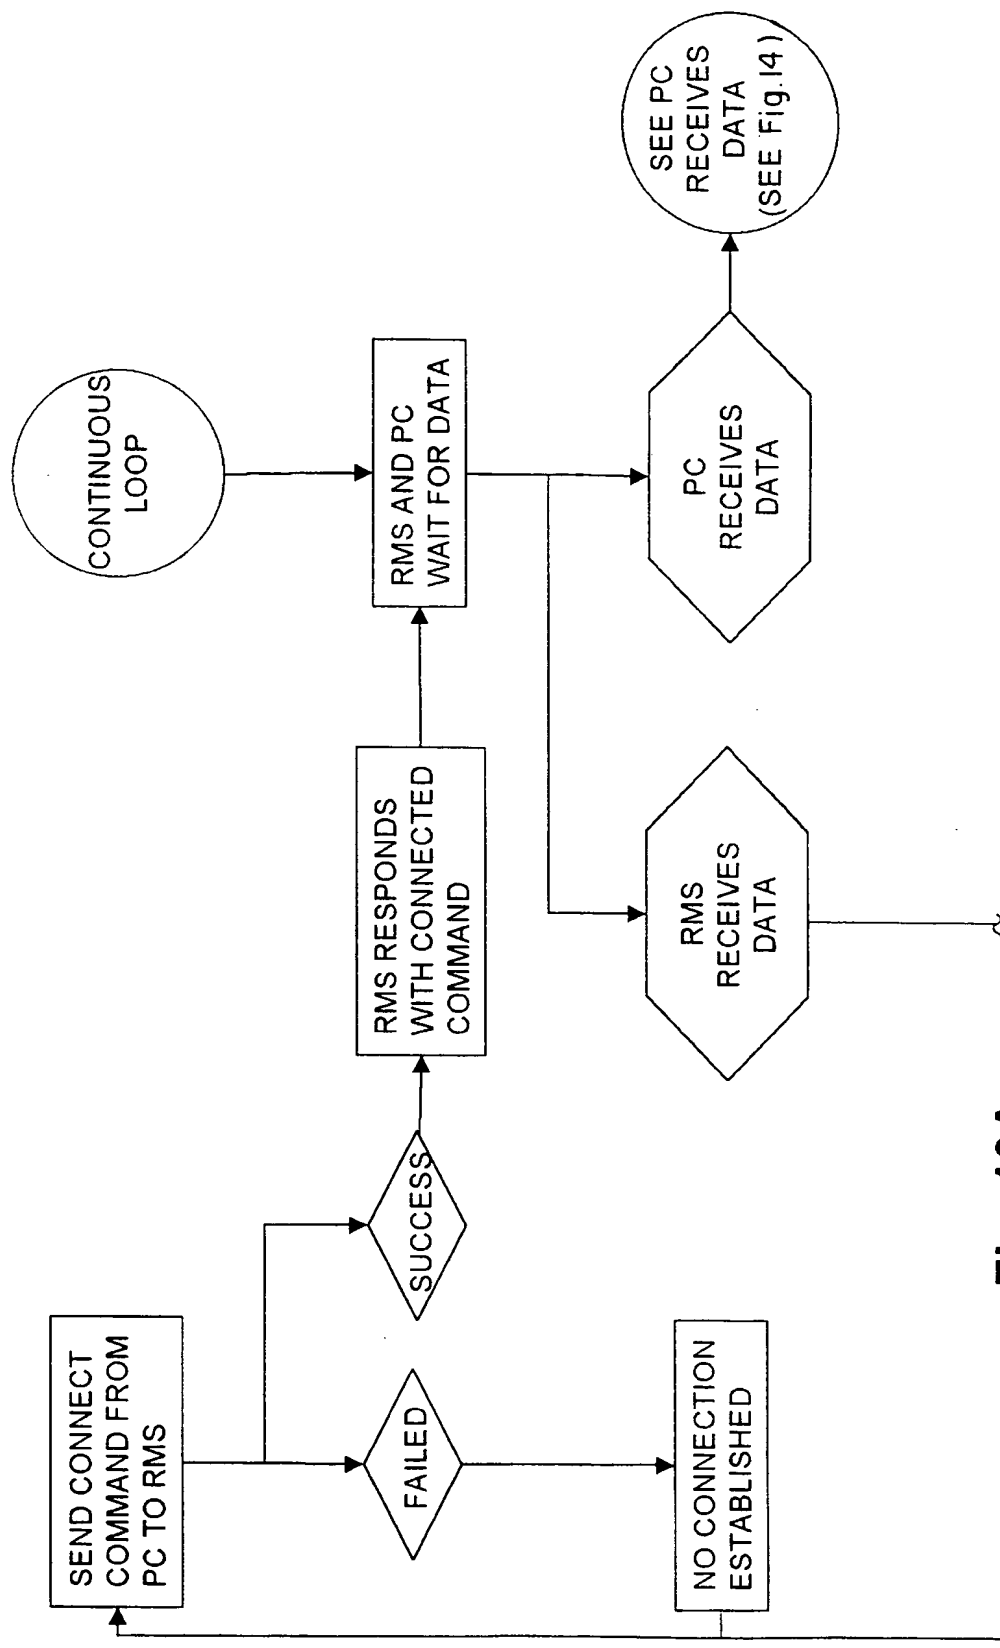 SEND CONNECT
COMMAND FROM
PC TO RMS
FAILED
SUCCESS
NO CONNECTION
ESTABLISHED
RMS RESPONDS
WITH CONNECTED
COMMAND
CONTINUOUS
LOOP
RMS AND PC
WAIT FOR DATA
RMS
RECEIVES
DATA
PC
RECEIVES
DATA
SEE PC
RECEIVES
DATA
(SEE Fig.14)